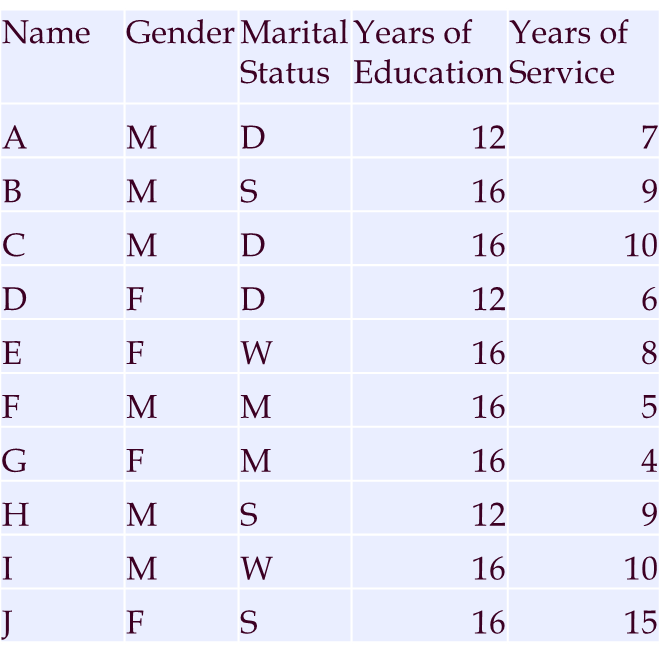 Name Gender Marital Status Years of Education Years of Service
A M D 12 7
B M S 16 9
C M D 16 10
D F D 12 6
E F W 16 8
F M M 16 5
G F M 16 4
H M S 12 9
I M W 16 10
J F S 16 15